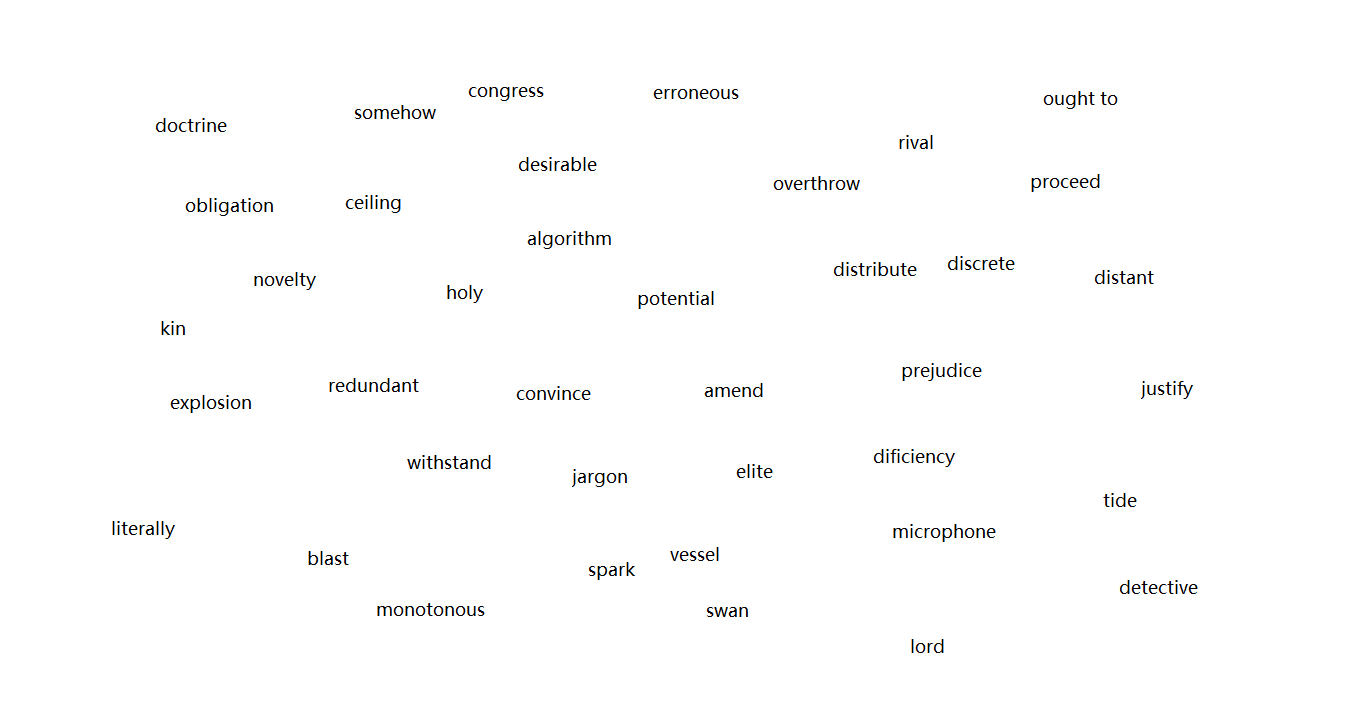 congress
erroneous
ought to
somehow
doctrine
rival
desirable
overthrow
proceed
obligation
ceiling
algorithm
distribute
discrete
distant
novelty
holy
potential
kin
prejudice
redundant
convince
amend
justify
explosion
withstand
jargon
elite
dificiency
tide
literally
microphone
blast
spark
vessel
detective
monotonous
swan
lord